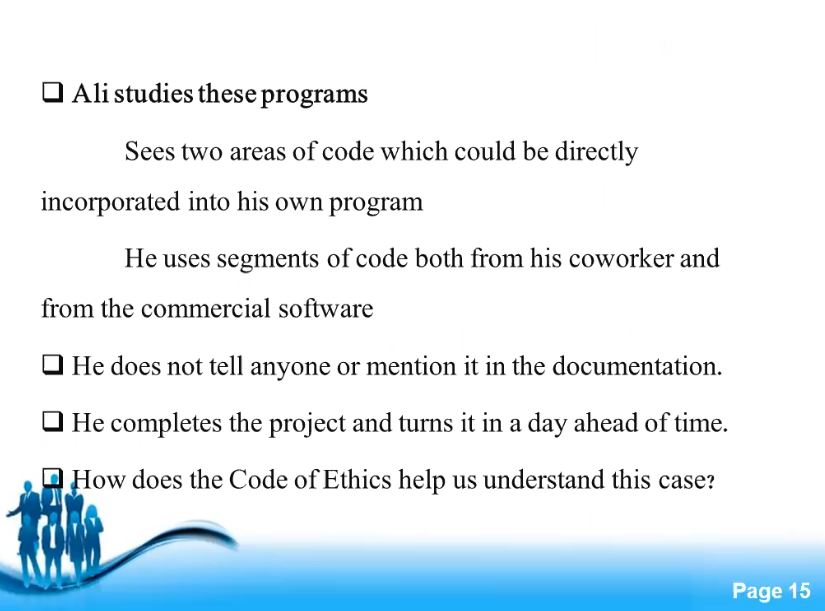 ❑ Ali studies these programs
Sees two areas of code which could be directly
incorporated into his own program
He uses segments of code both from his coworker and
from the commercial software
❑ He does not tell anyone or mention it in the documentation.
❑ He completes the project and turns it in a day ahead of time.
❑ How does the Code of Ethics help us understand this case?
Page 15